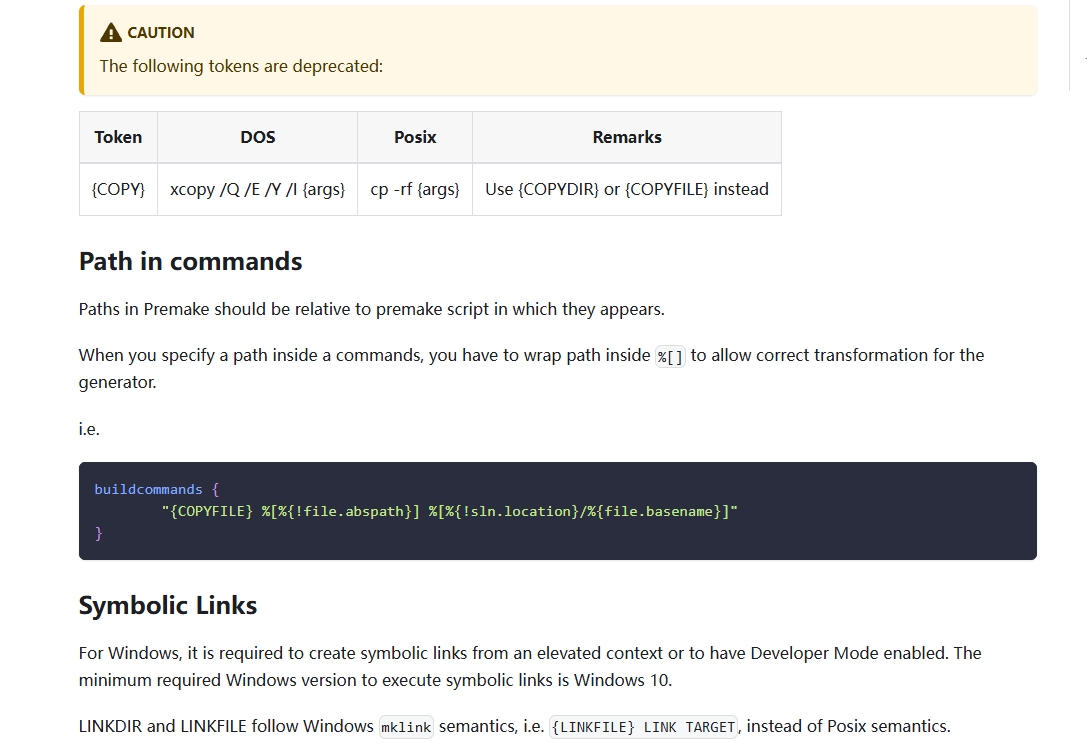 CAUTION
The following tokens are deprecated:
Token DOS Posix Remarks
{COPY} xcopy /Q /E /Y /I {args} cp -rf {args} Use {COPYDIR} or {COPYFILE} instead
Path in commands
Paths in Premake should be relative to premake script in which they appears.
When you specify a path inside a commands, you have to wrap path inside %[] to allow correct transformation for the
generator.
i.e.
buildcommands {
        "{COPYFILE} %[%{!file.abspath}] %[%{!sln.location}/%{file.basename}]"
}
Symbolic Links
For Windows, it is required to create symbolic links from an elevated context or to have Developer Mode enabled. The
minimum required Windows version to execute symbolic links is Windows 10.
LINKDIR and LINKFILE follow Windows mklink semantics, i.e. {LINKFILE} LINK TARGET, instead of Posix semantics.